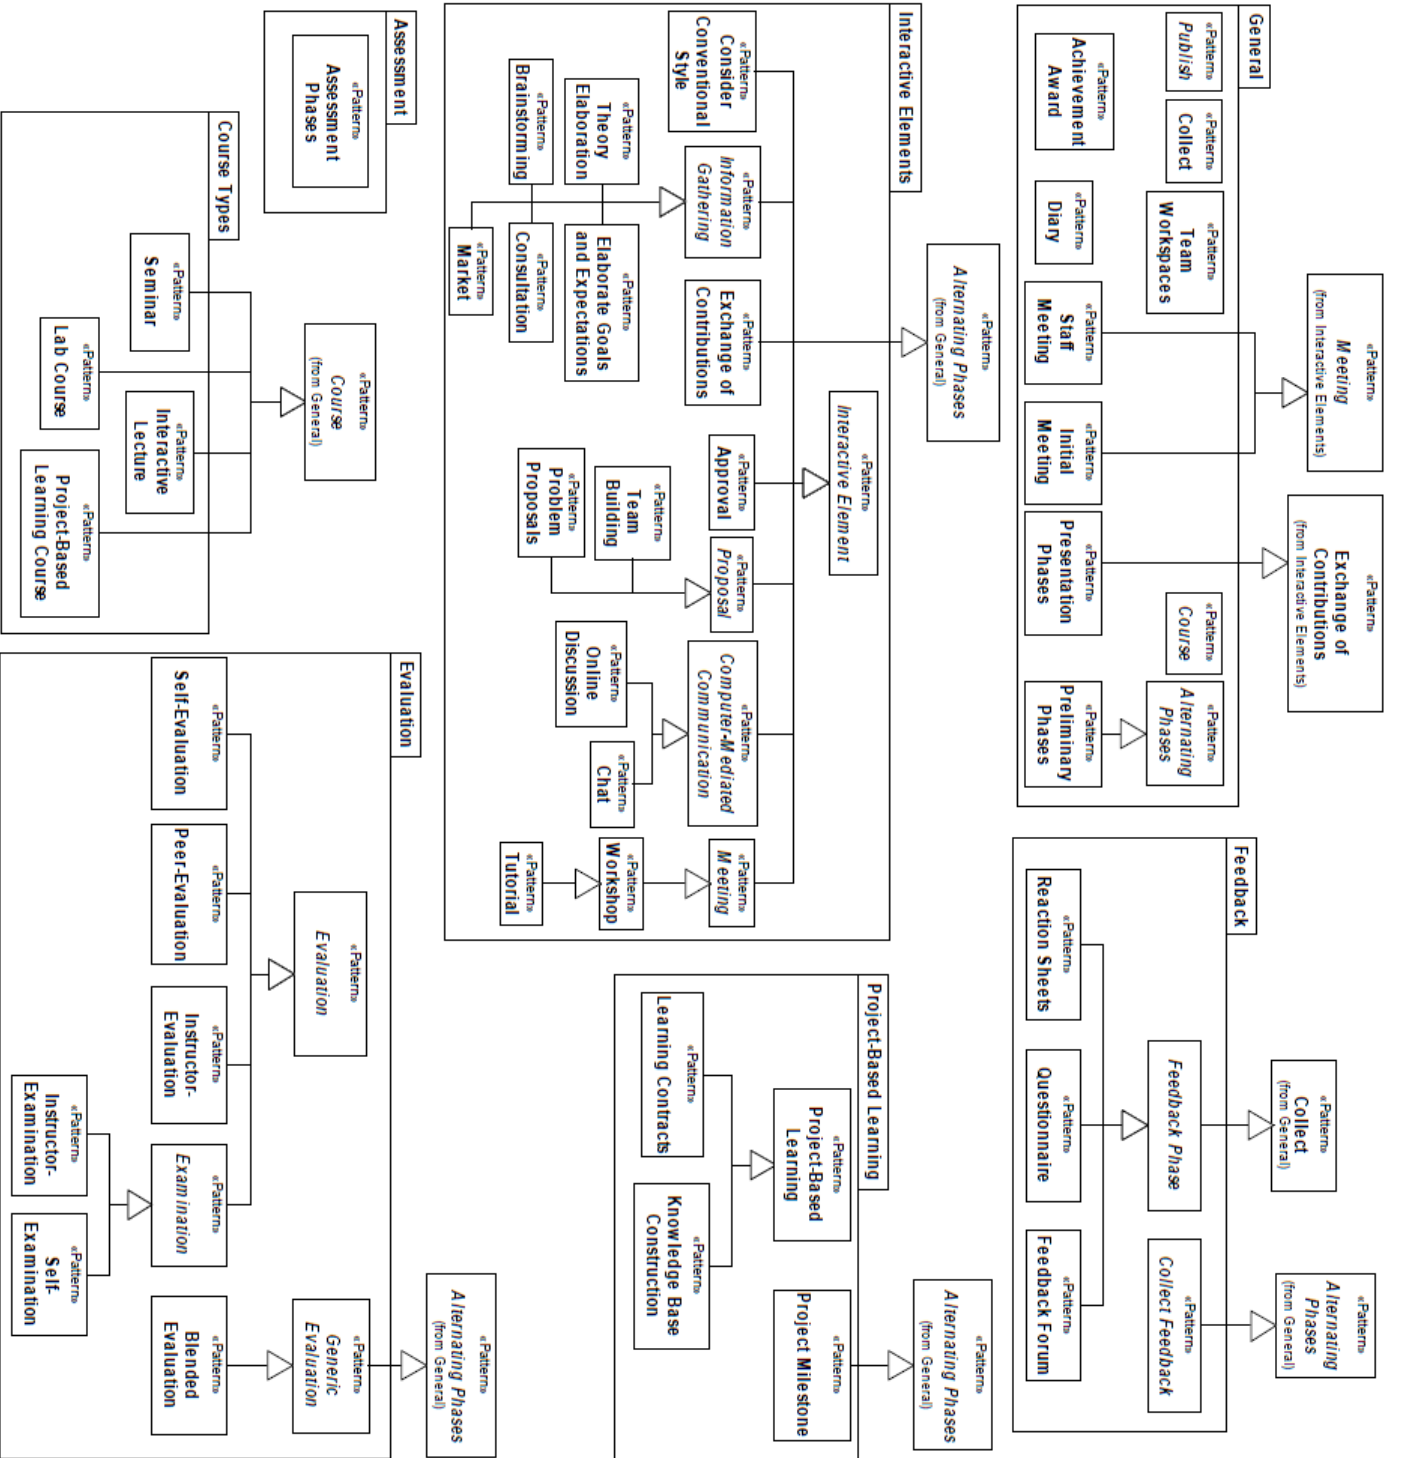 General
«Pattern»
Publish
«Pattern»
Collect
«Pattern»
Team
Workspaces
«Pattern»
Achievement
Award
«Pattern»
Diary
«Pattern»
Staff
Meeting
«Pattern»
Initial
Meeting
«Pattern»
Presentation
Phases
«Pattern»
Course
«Pattern»
Alternating
Phases
«Pattern»
Preliminary
Phases
«Pattern»
Meeting
(from Interactive Elements)
«Pattern»
Exchange of
Contributions
(from Interactive Elements)
Feedback
«Pattern»
Collect
(from General)
«Pattern»
Alternating
Phases
(from General)
«Pattern»
Feedback Phase
«Pattern»
Collect Feedback
«Pattern»
Reaction Sheets
«Pattern»
Questionnaire
«Pattern»
Feedback Forum
Interactive Elements
«Pattern»
Alternating Phases
(from General)
«Pattern»
Interactive Element
«Pattern»
Consider
Conventional
Style
«Pattern»
Information
Gathering
«Pattern»
Exchange of
Contributions
«Pattern»
Approval
«Pattern»
Proposal
«Pattern»
Computer-Mediated
Communication
«Pattern»
Meeting
«Pattern»
Theory
Elaboration
«Pattern»
Elaborate Goals
and Expectations
«Pattern»
Brainstorming
«Pattern»
Consultation
«Pattern»
Market
«Pattern»
Team
Building
«Pattern»
Problem
Proposals
«Pattern»
Online
Discussion
«Pattern»
Chat
«Pattern»
Workshop
«Pattern»
Tutorial
Project-Based Learning
«Pattern»
Alternating Phases
(from General)
«Pattern»
Project-Based
Learning
«Pattern»
Project Milestone
«Pattern»
Learning Contracts
«Pattern»
Knowledge Base
Construction
Assessment
«Pattern»
Assessment
Phases
Course Types
«Pattern»
Course
(from General)
«Pattern»
Seminar
«Pattern»
Lab Course
«Pattern»
Interactive
Lecture
«Pattern»
Project-Based
Learning Course
Evaluation
«Pattern»
Alternating Phases
(from General)
«Pattern»
Evaluation
«Pattern»
Generic
Evaluation
«Pattern»
Self-Evaluation
«Pattern»
Peer-Evaluation
«Pattern»
Instructor-
Evaluation
«Pattern»
Examination
«Pattern»
Blended
Evaluation
«Pattern»
Instructor-
Examination
«Pattern»
Self-
Examination